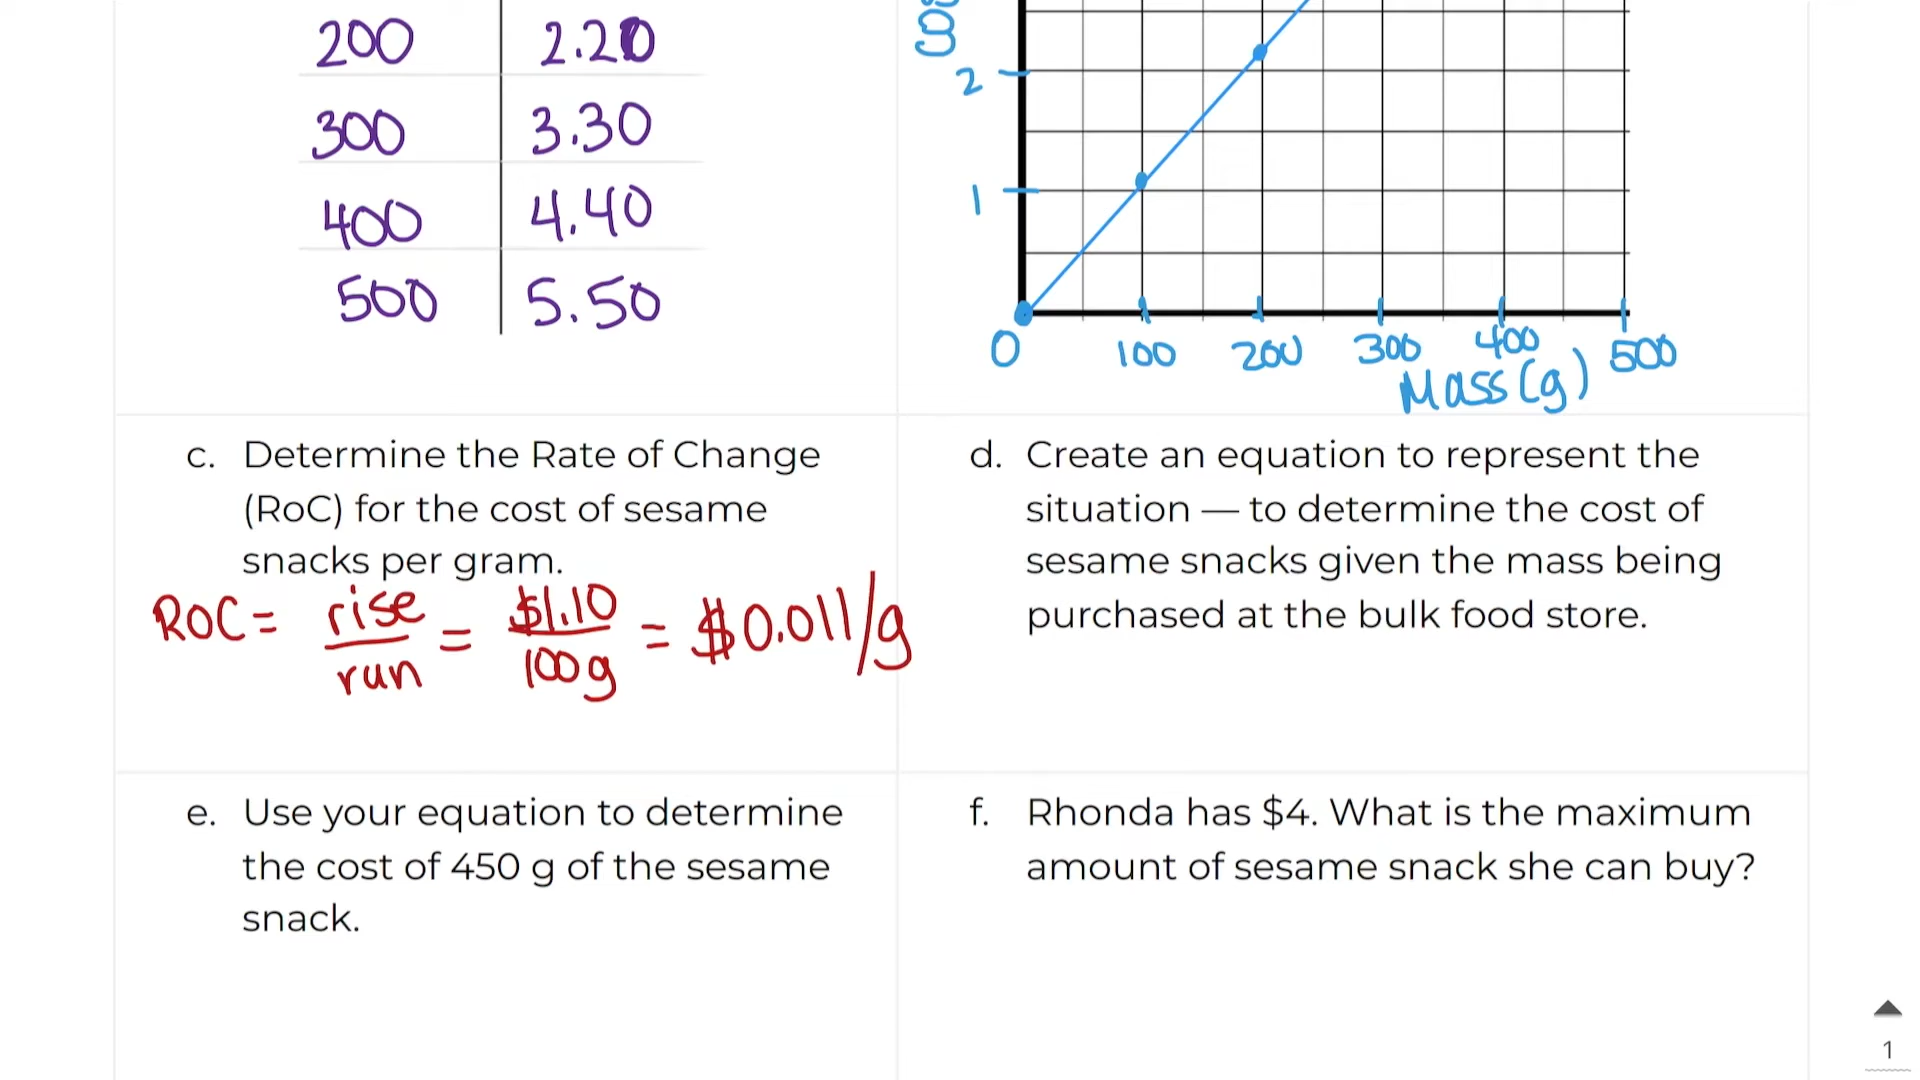 200 2.20
300 3.30
400 4.40
500 5.50
2
1
0 100 200 300 400 500
Mass (g)
c. Determine the Rate of Change
(RoC) for the cost of sesame
snacks per gram.
RoC = rise/run = $1.10/100g = $0.011/g
d. Create an equation to represent the
situation — to determine the cost of
sesame snacks given the mass being
purchased at the bulk food store.
e. Use your equation to determine
the cost of 450 g of the sesame
snack.
f. Rhonda has $4. What is the maximum
amount of sesame snack she can buy?
1